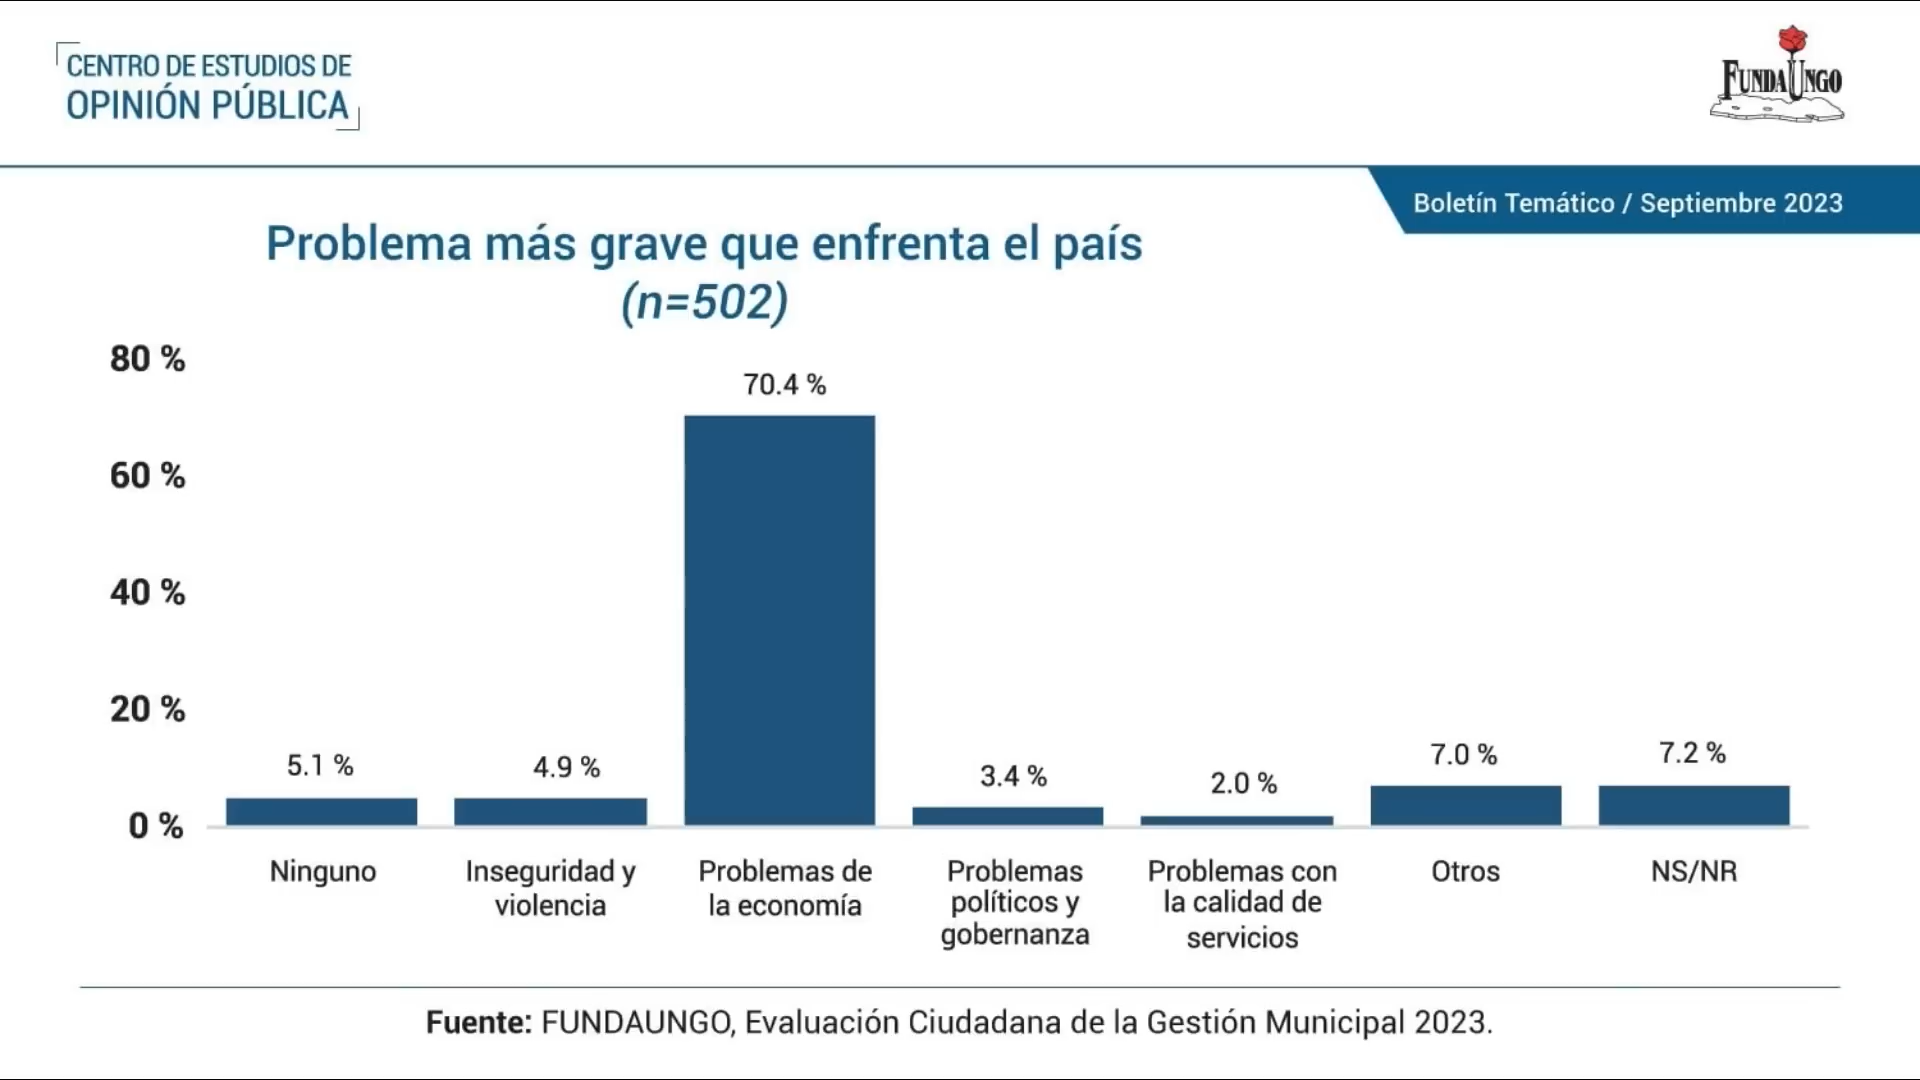 CENTRO DE ESTUDIOS DE
OPINIÓN PÚBLICA
FUNDAUNGO
Boletín Temático / Septiembre 2023
Problema más grave que enfrenta el país
(n=502)
80 %
60 %
40 %
20 %
0 %
5.1 %
4.9 %
70.4 %
3.4 %
2.0 %
7.0 %
7.2 %
Ninguno
Inseguridad y
violencia
Problemas de
la economía
Problemas
políticos y
gobernanza
Problemas con
la calidad de
servicios
Otros
NS/NR
Fuente: FUNDAUNGO, Evaluación Ciudadana de la Gestión Municipal 2023.